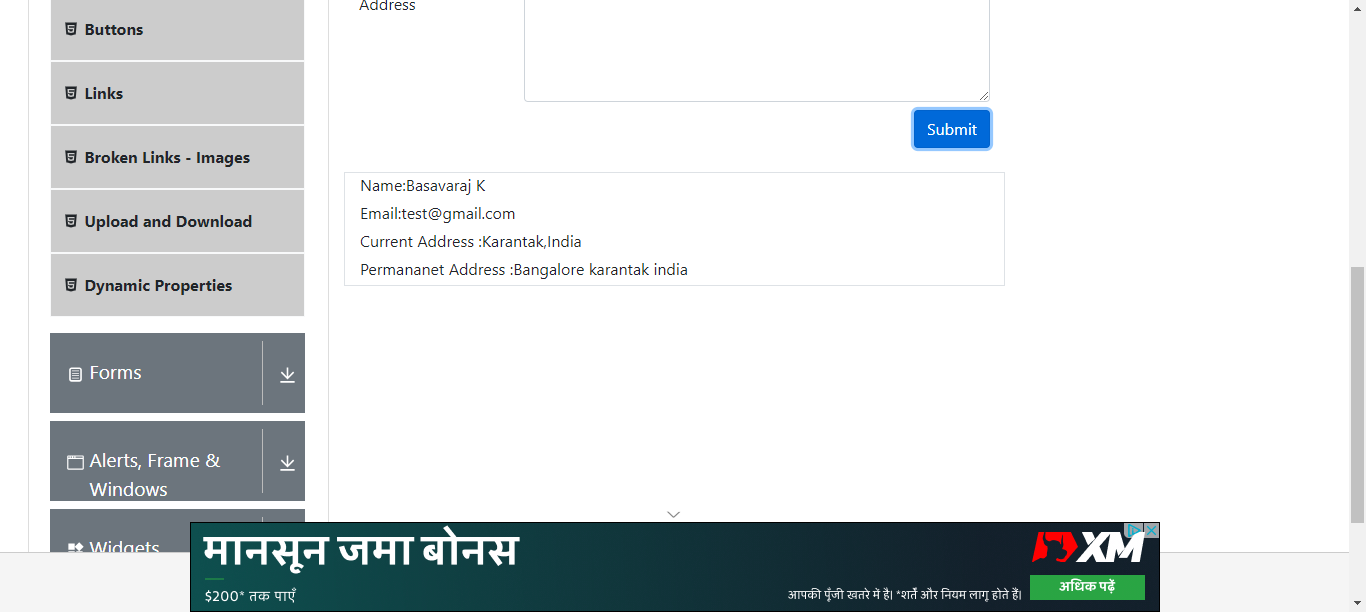 Address
Buttons
Links
Broken Links - Images
Upload and Download
Dynamic Properties
Forms
Alerts, Frame &
Windows
Widgets
Submit
Name:Basavaraj K
Email:test@gmail.com
Current Address :Karantak,India
Permananet Address :Bangalore karantak india
मानसून जमा बोनस
$200* तक पाएँ
आपकी पूँजी खतरे में है। *शर्तें और नियम लागू होते हैं।
XM
अधिक पढ़ें